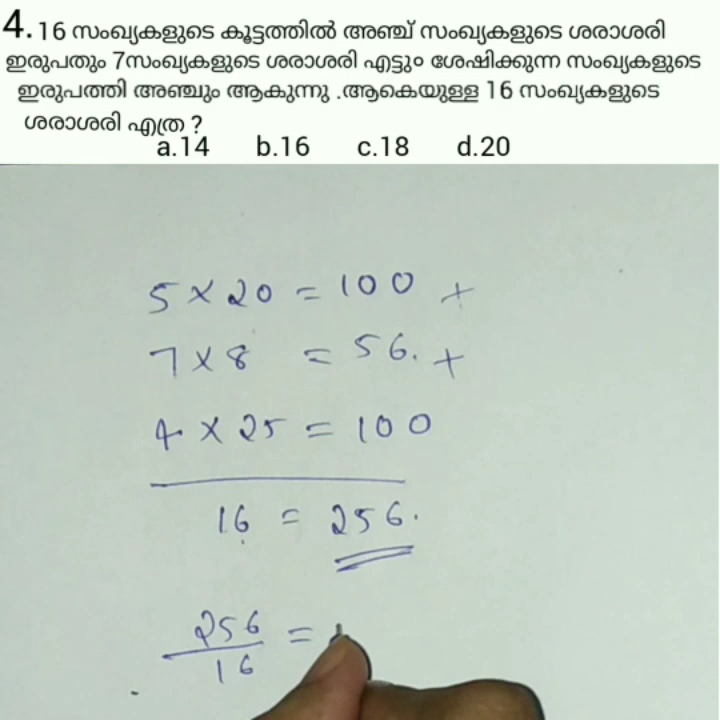 4. 16 സംഖ്യകളുടെ കൂട്ടത്തിൽ അഞ്ച് സംഖ്യകളുടെ ശരാശരി
ഇരുപതും 7സംഖ്യകളുടെ ശരാശരി എട്ടും ശേഷിക്കുന്ന സംഖ്യകളുടെ
ഇരുപത്തി അഞ്ചും ആകുന്നു .ആകെയുള്ള 16 സംഖ്യകളുടെ
ശരാശരി എത്ര ?
a.14 b.16 c.18 d.20
5 × 20 = 100 +
7 × 8 = 56. +
4 × 25 = 100
16 = 256.
256
16 =